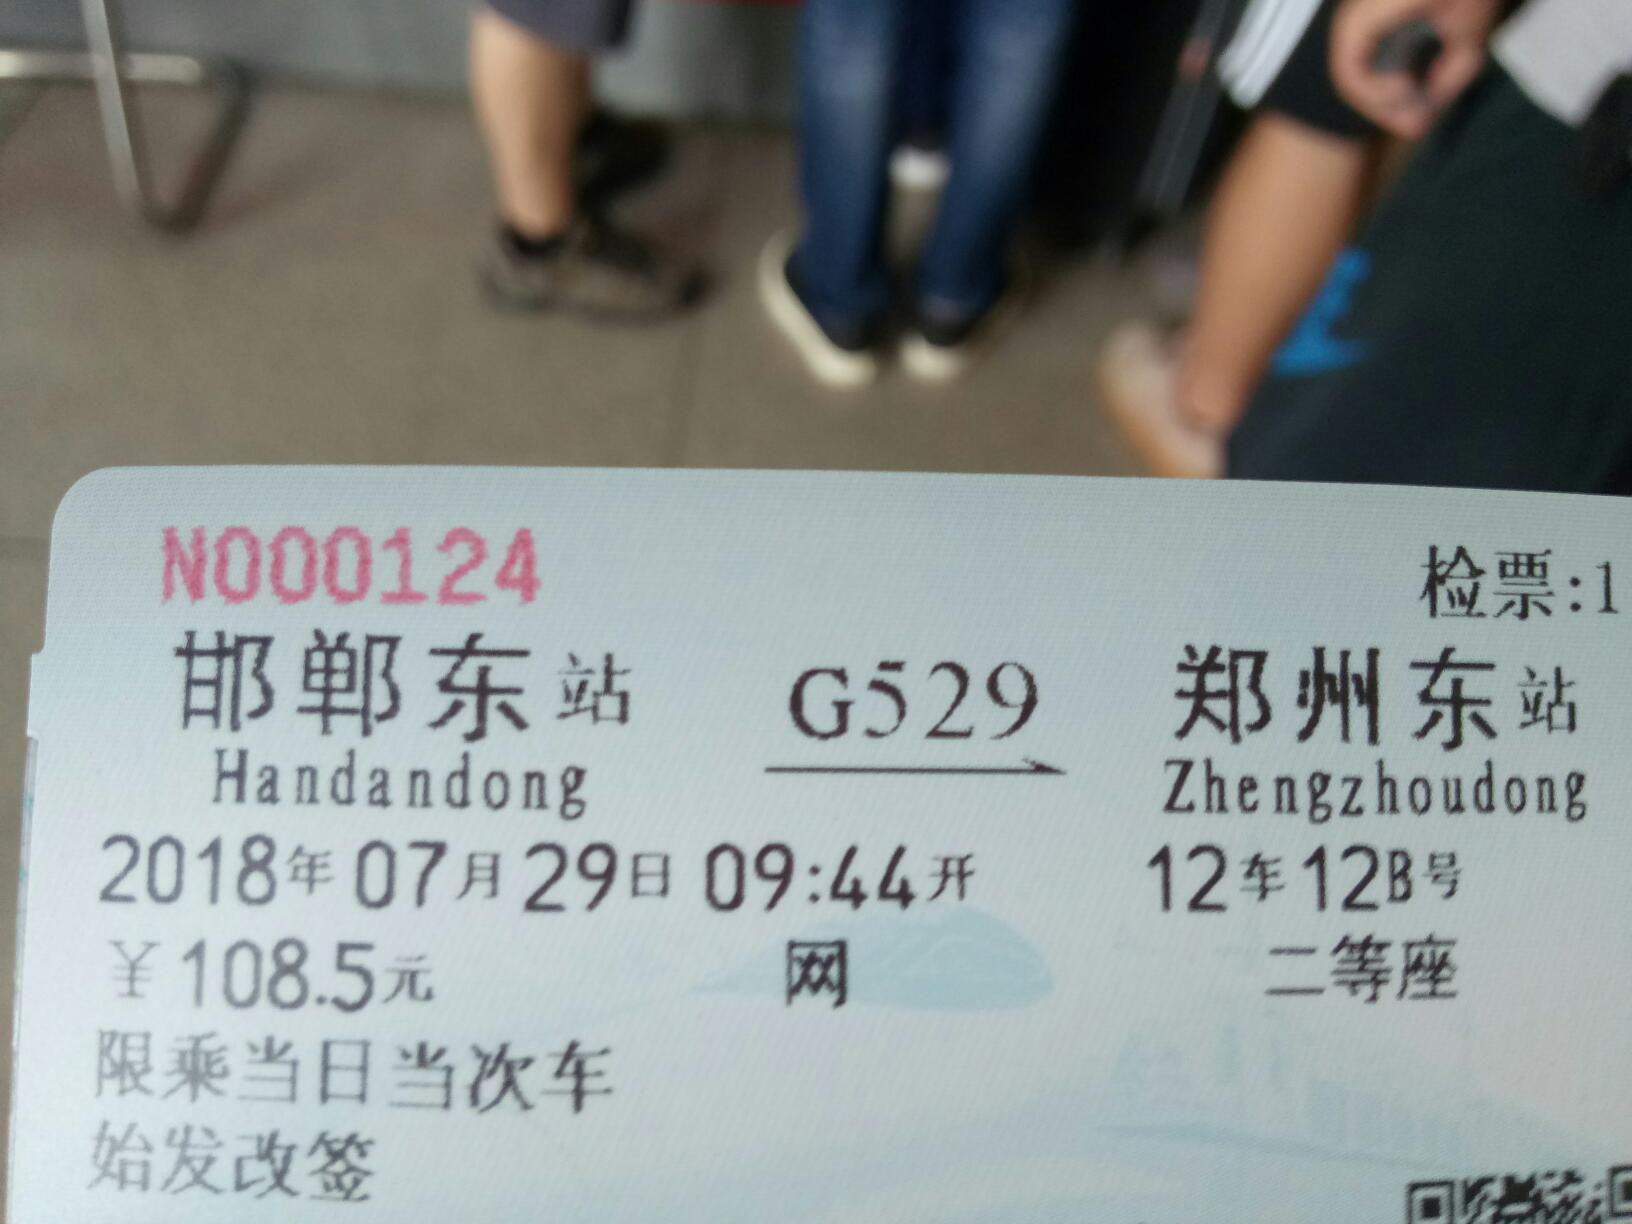 N000124
检票:1
邯郸东站 G529 郑州东站
Handandong Zhengzhoudong
2018年07月29日09:44开 12车12B号
￥108.5元 网 二等座
限乘当日当次车
始发改签